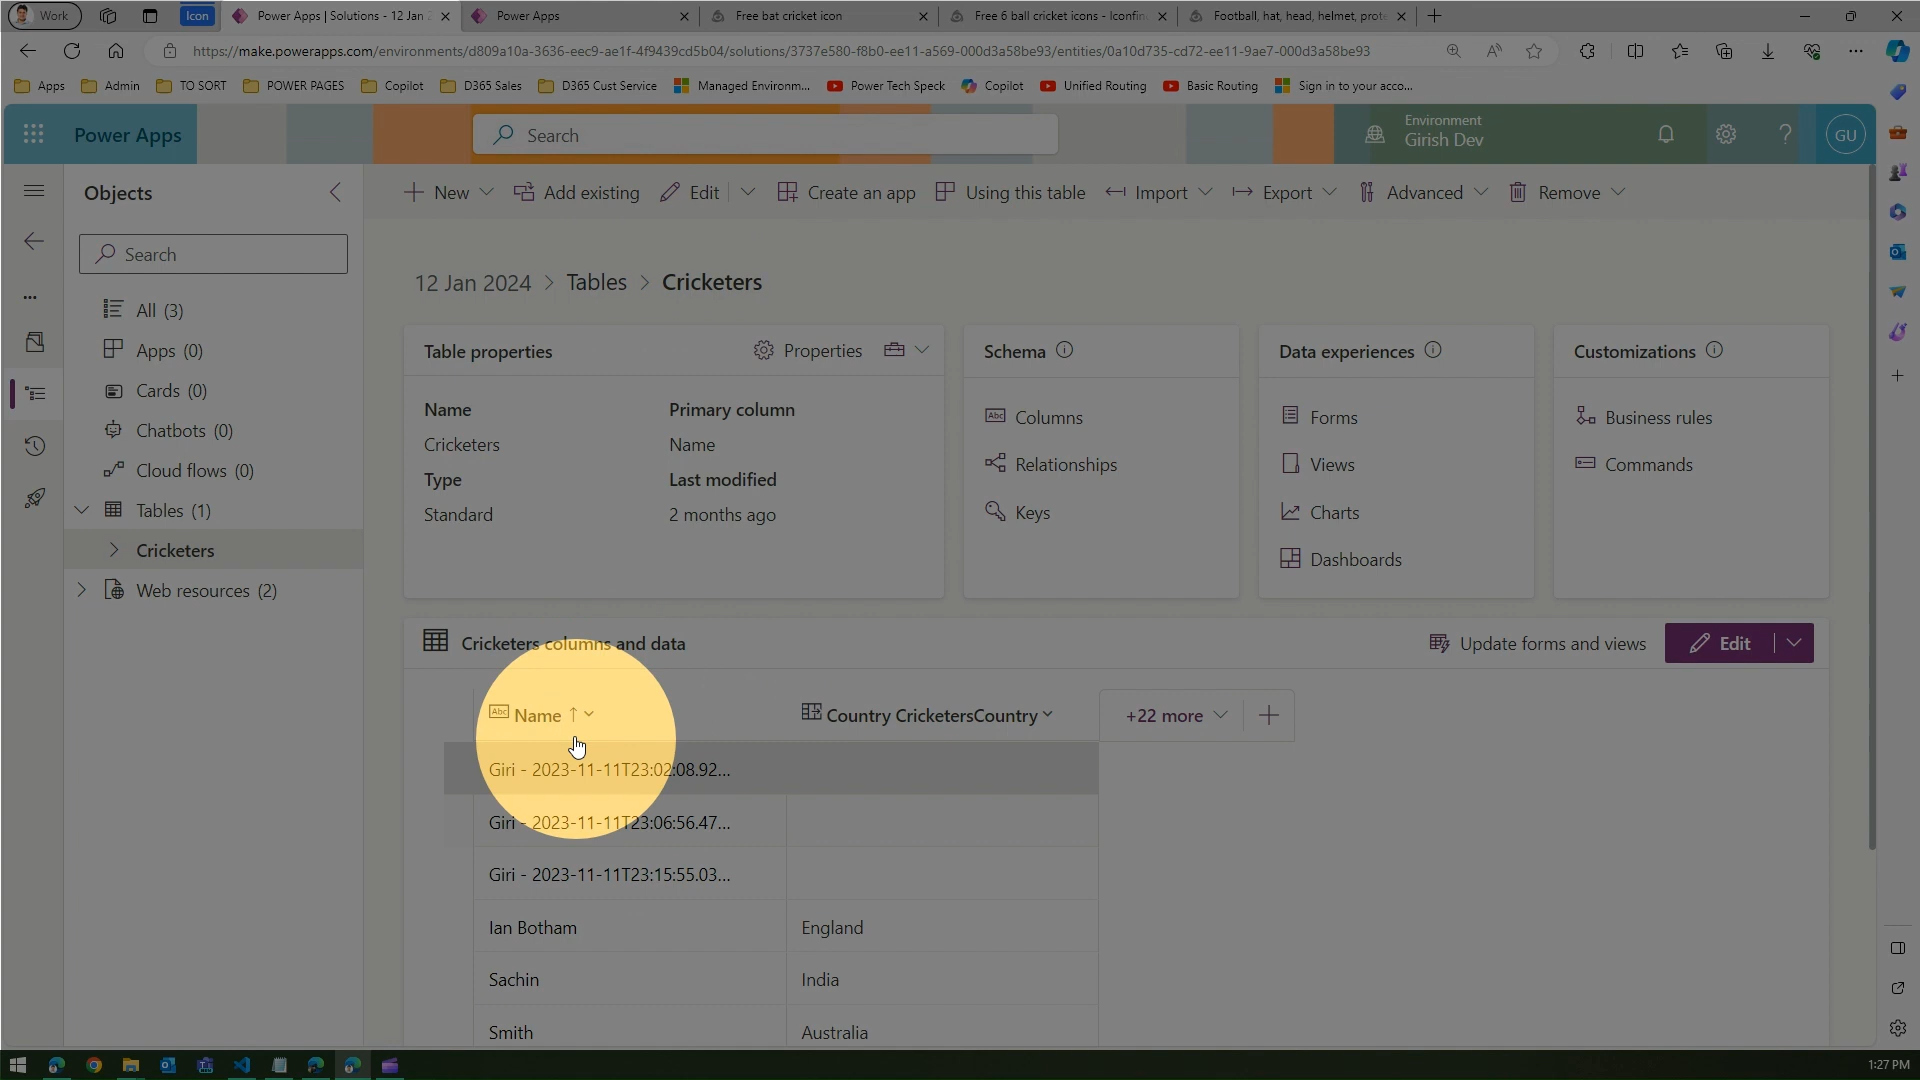 Work
Icon
Power Apps | Solutions - 12 Jan 2
Power Apps
Free bat cricket icon
Free 6 ball cricket icons - Iconfin
Football, hat, head, helmet, prote
https://make.powerapps.com/environments/d809a10a-3636-eec9-ae1f-4f9439cd5b04/solutions/3737e580-f8b0-ee11-a569-000d3a58be93/entities/0a10d735-cd72-ee11-9ae7-000d3a58be93
Apps
Admin
TO SORT
POWER PAGES
Copilot
D365 Sales
D365 Cust Service
Managed Environm...
Power Tech Speck
Copilot
Unified Routing
Basic Routing
Sign in to your acco...
Power Apps
Search
Environment
Girish Dev
GU
Objects
New
Add existing
Edit
Create an app
Using this table
Import
Export
Advanced
Remove
Search
All (3)
Apps (0)
Cards (0)
Chatbots (0)
Cloud flows (0)
Tables (1)
Cricketers
Web resources (2)
12 Jan 2024 > Tables > Cricketers
Table properties
Properties
Name
Cricketers
Primary column
Name
Type
Standard
Last modified
2 months ago
Schema
Abc Columns
Relationships
Keys
Data experiences
Forms
Views
Charts
Dashboards
Customizations
Business rules
Commands
Cricketers columns and data
Update forms and views
Edit
Abc Name ↑
Country CricketersCountry
+22 more
Giri - 2023-11-11T23:02:08.92...
Giri - 2023-11-11T23:06:56.47...
Giri - 2023-11-11T23:15:55.03...
Ian Botham England
Sachin India
Smith Australia
1:27 PM